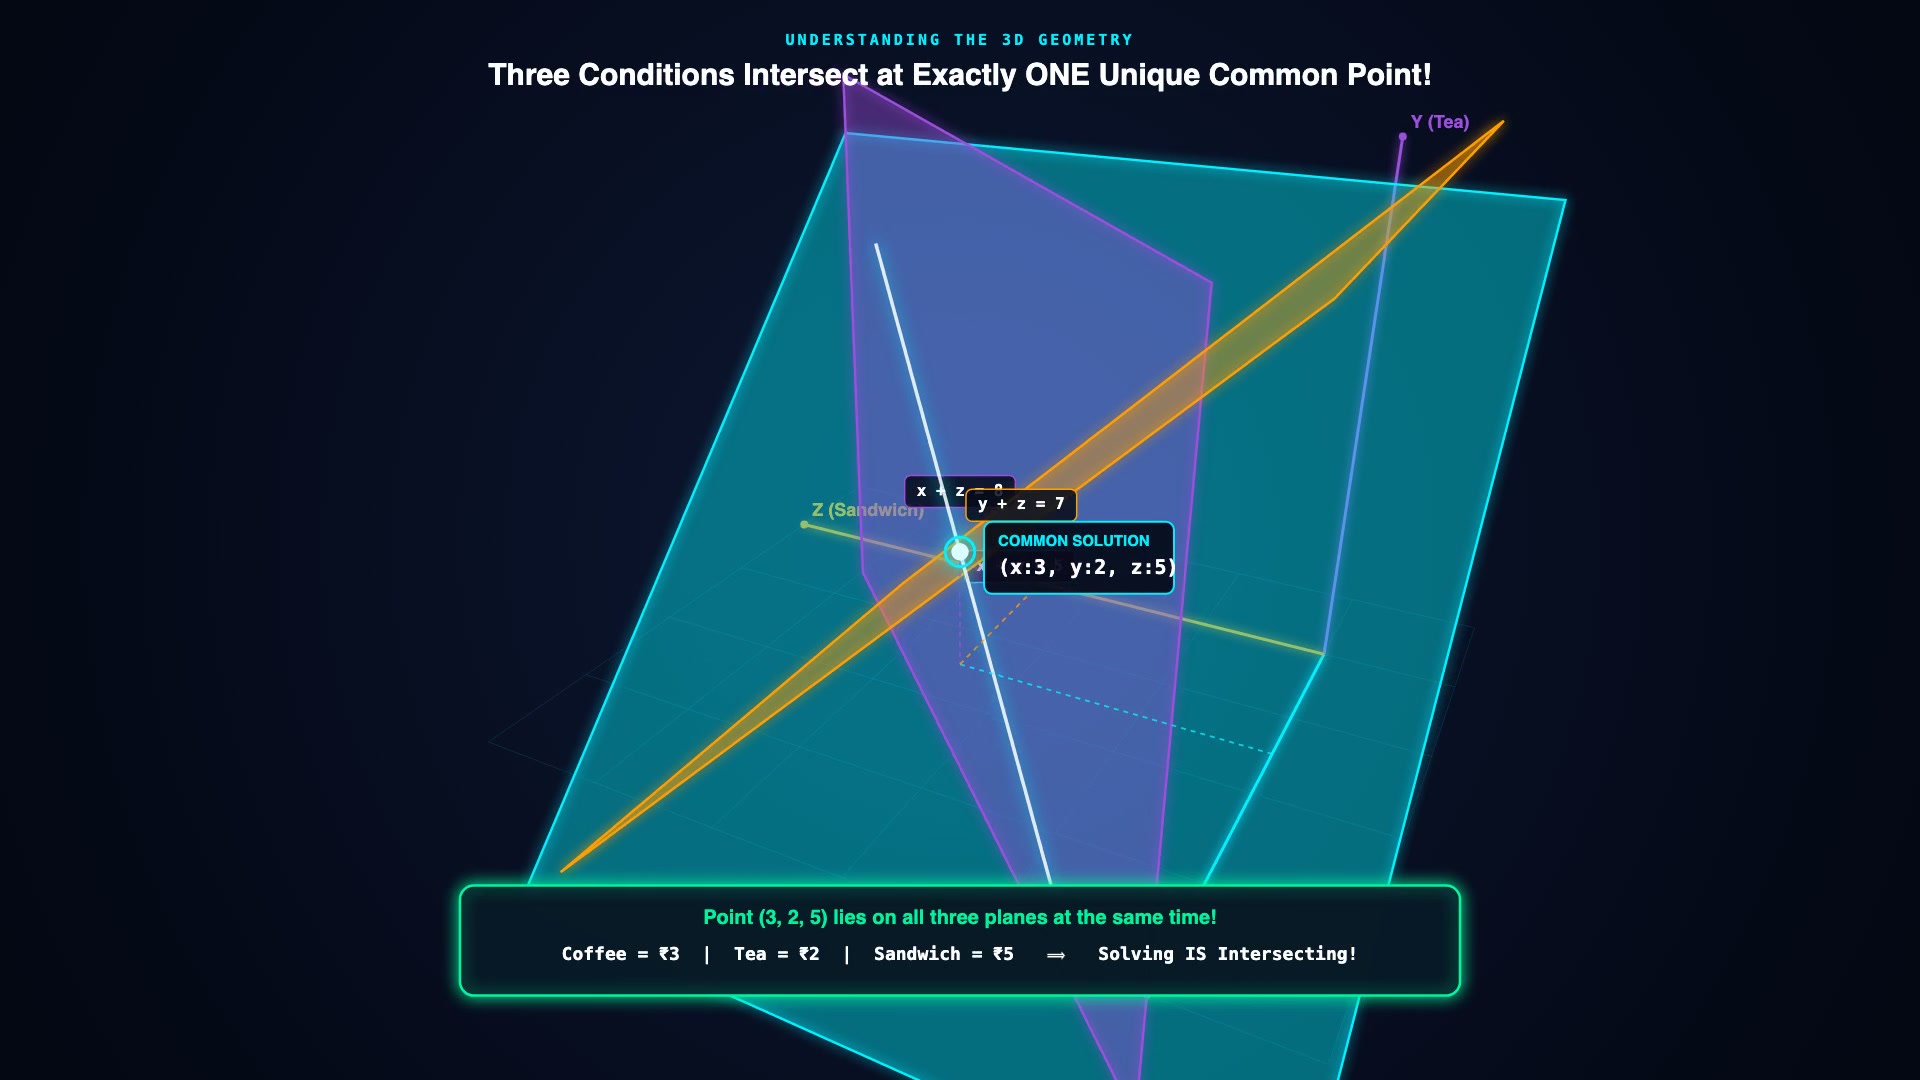 UNDERSTANDING THE 3D GEOMETRY
Three Conditions Intersect at Exactly ONE Unique Common Point!
Y (Tea)
x + z = 8
y + z = 7
Z (Sandwich)
COMMON SOLUTION
(x:3, y:2, z:5)
Point (3, 2, 5) lies on all three planes at the same time!
Coffee = ₹3 | Tea = ₹2 | Sandwich = ₹5 ⟹ Solving IS Intersecting!